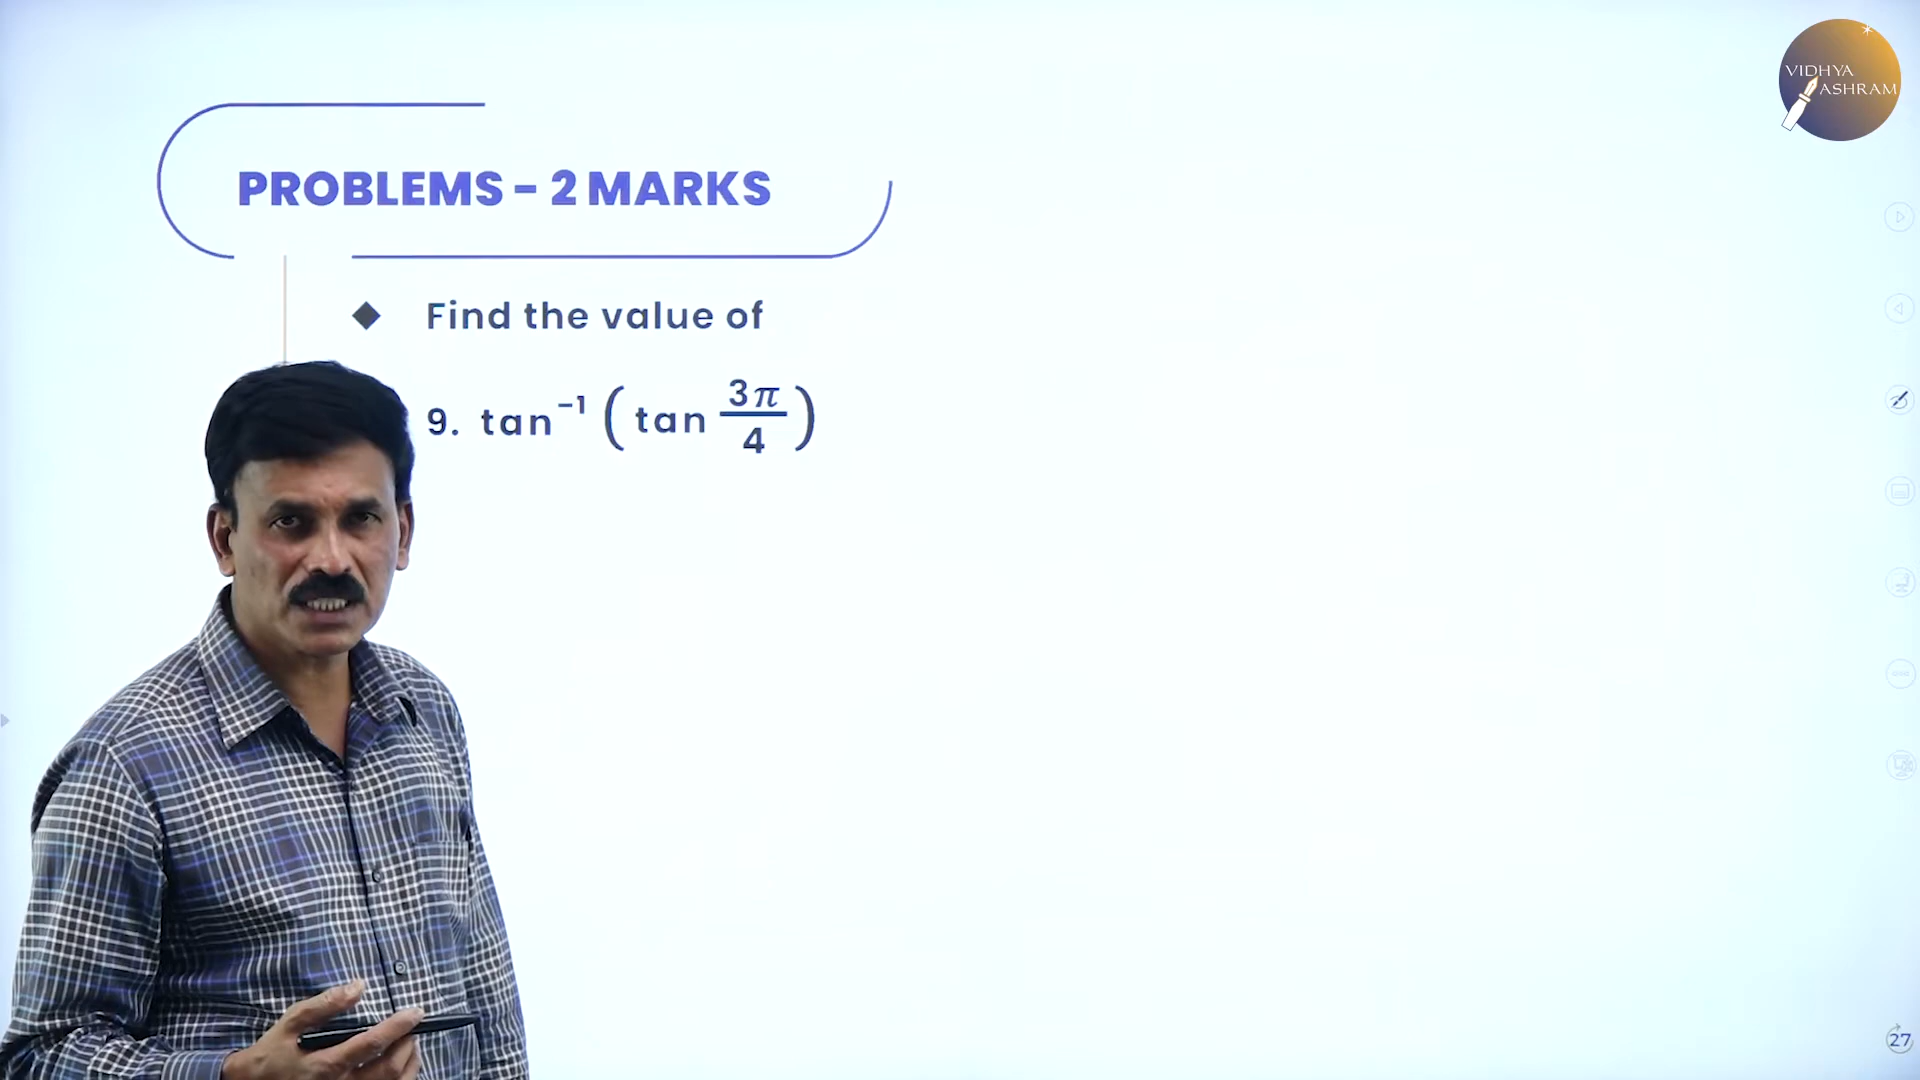 VIDHYA
ASHRAM
PROBLEMS - 2 MARKS
◆ Find the value of
9. tan⁻¹ (tan 3π/4)
27